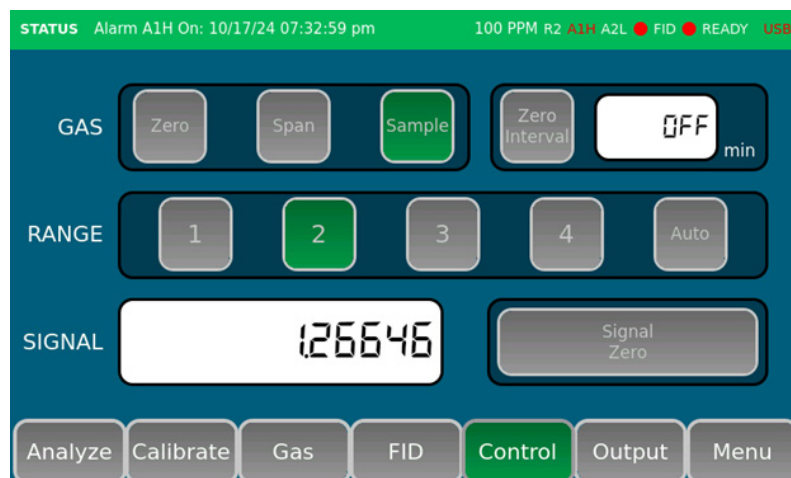 STATUS Alarm A1H On: 10/17/24 07:32:59 pm 100 PPM R2 A1H A2L FID READY USB
GAS Zero Span Sample Zero Interval OFF min
RANGE 1 2 3 4 Auto
SIGNAL 1.26646 Signal Zero
Analyze Calibrate Gas FID Control Output Menu